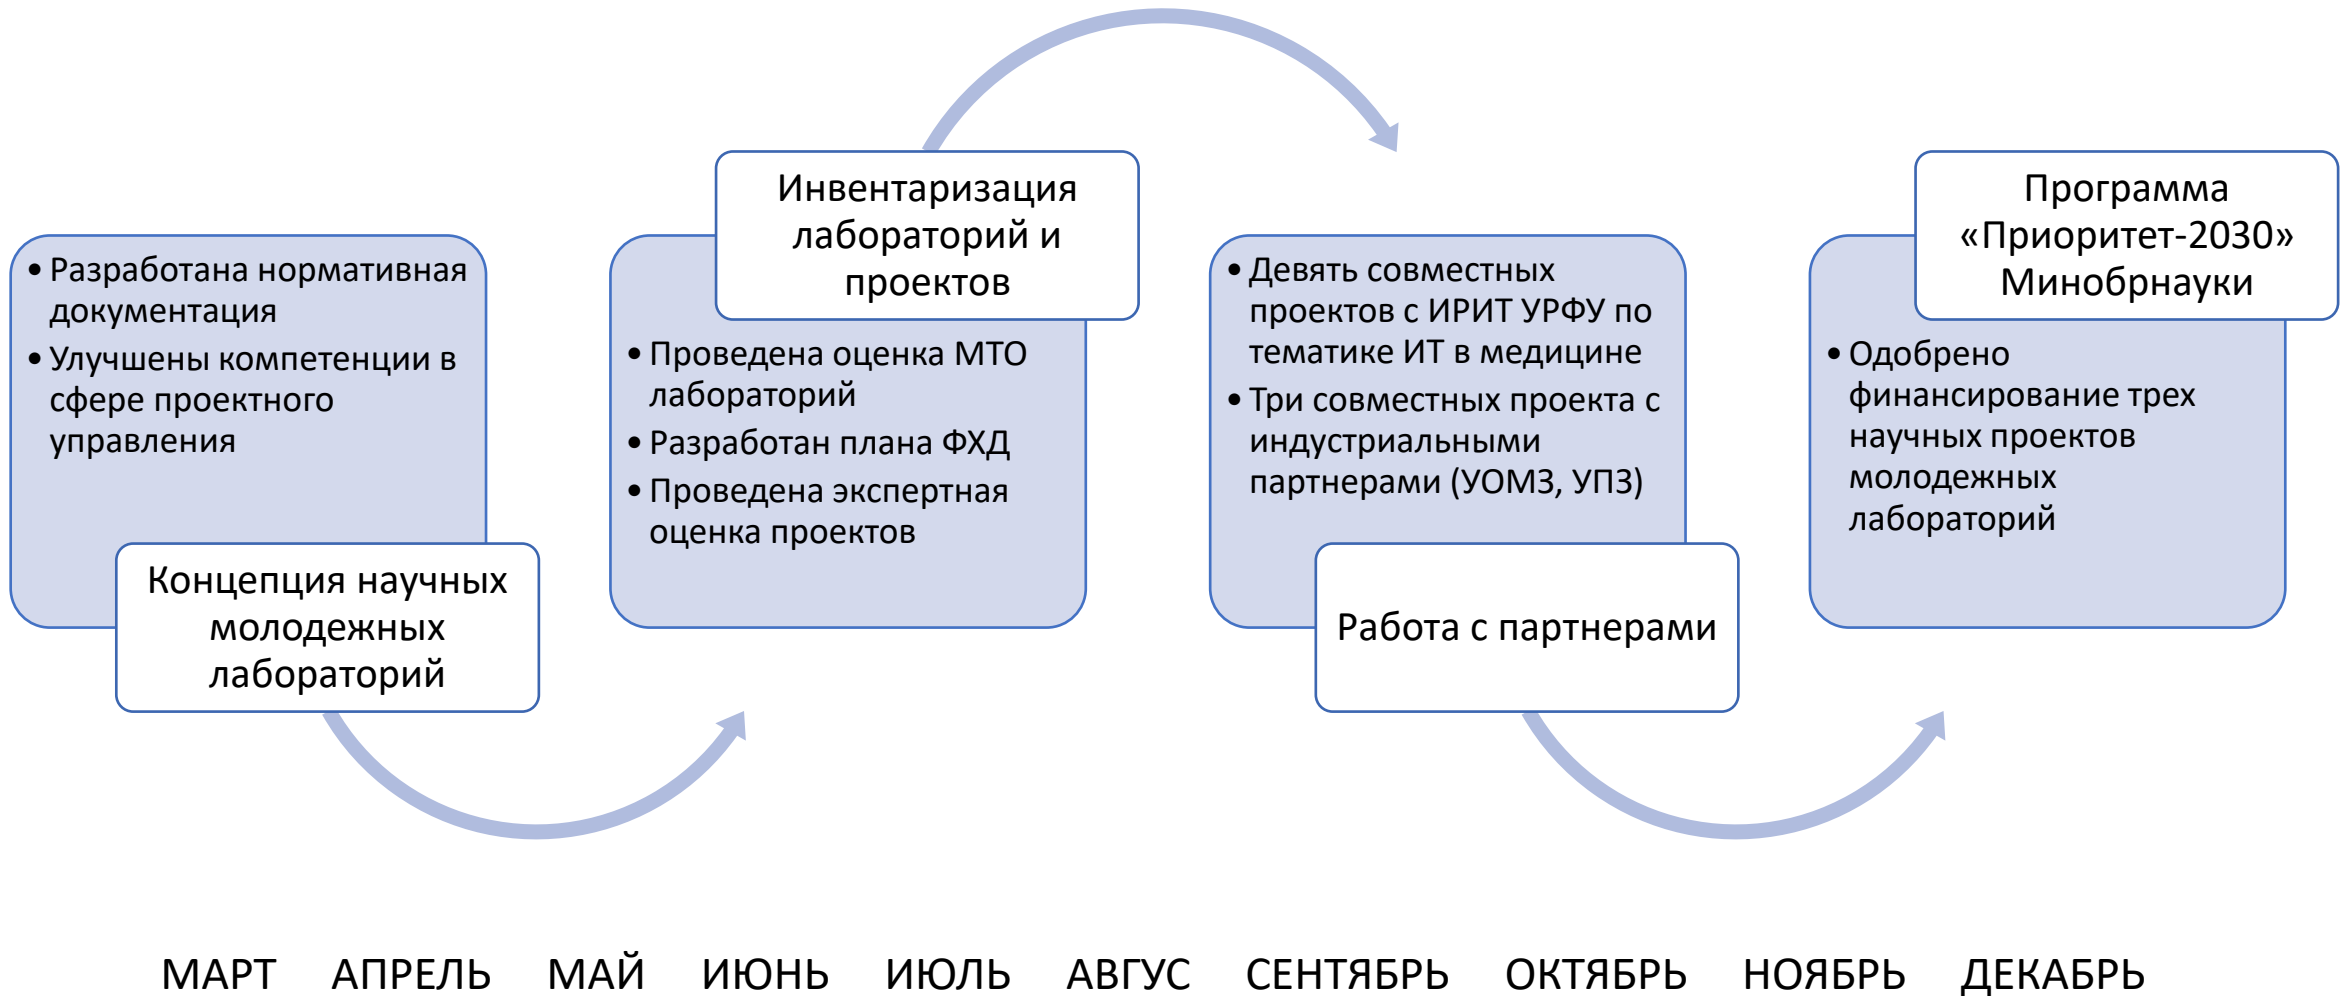 • Разработана нормативная
документация
• Улучшены компетенции в
сфере проектного
управления
Концепция научных
молодежных
лабораторий
Инвентаризация
лабораторий и
проектов
• Проведена оценка МТО
лабораторий
• Разработан плана ФХД
• Проведена экспертная
оценка проектов
• Девять совместных
проектов с ИРИТ УРФУ по
тематике ИТ в медицине
• Три совместных проекта с
индустриальными
партнерами (УОМЗ, УПЗ)
Работа с партнерами
Программа
«Приоритет-2030»
Минобрнауки
• Одобрено
финансирование трех
научных проектов
молодежных
лабораторий
МАРТ АПРЕЛЬ МАЙ ИЮНЬ ИЮЛЬ АВГУС СЕНТЯБРЬ ОКТЯБРЬ НОЯБРЬ ДЕКАБРЬ